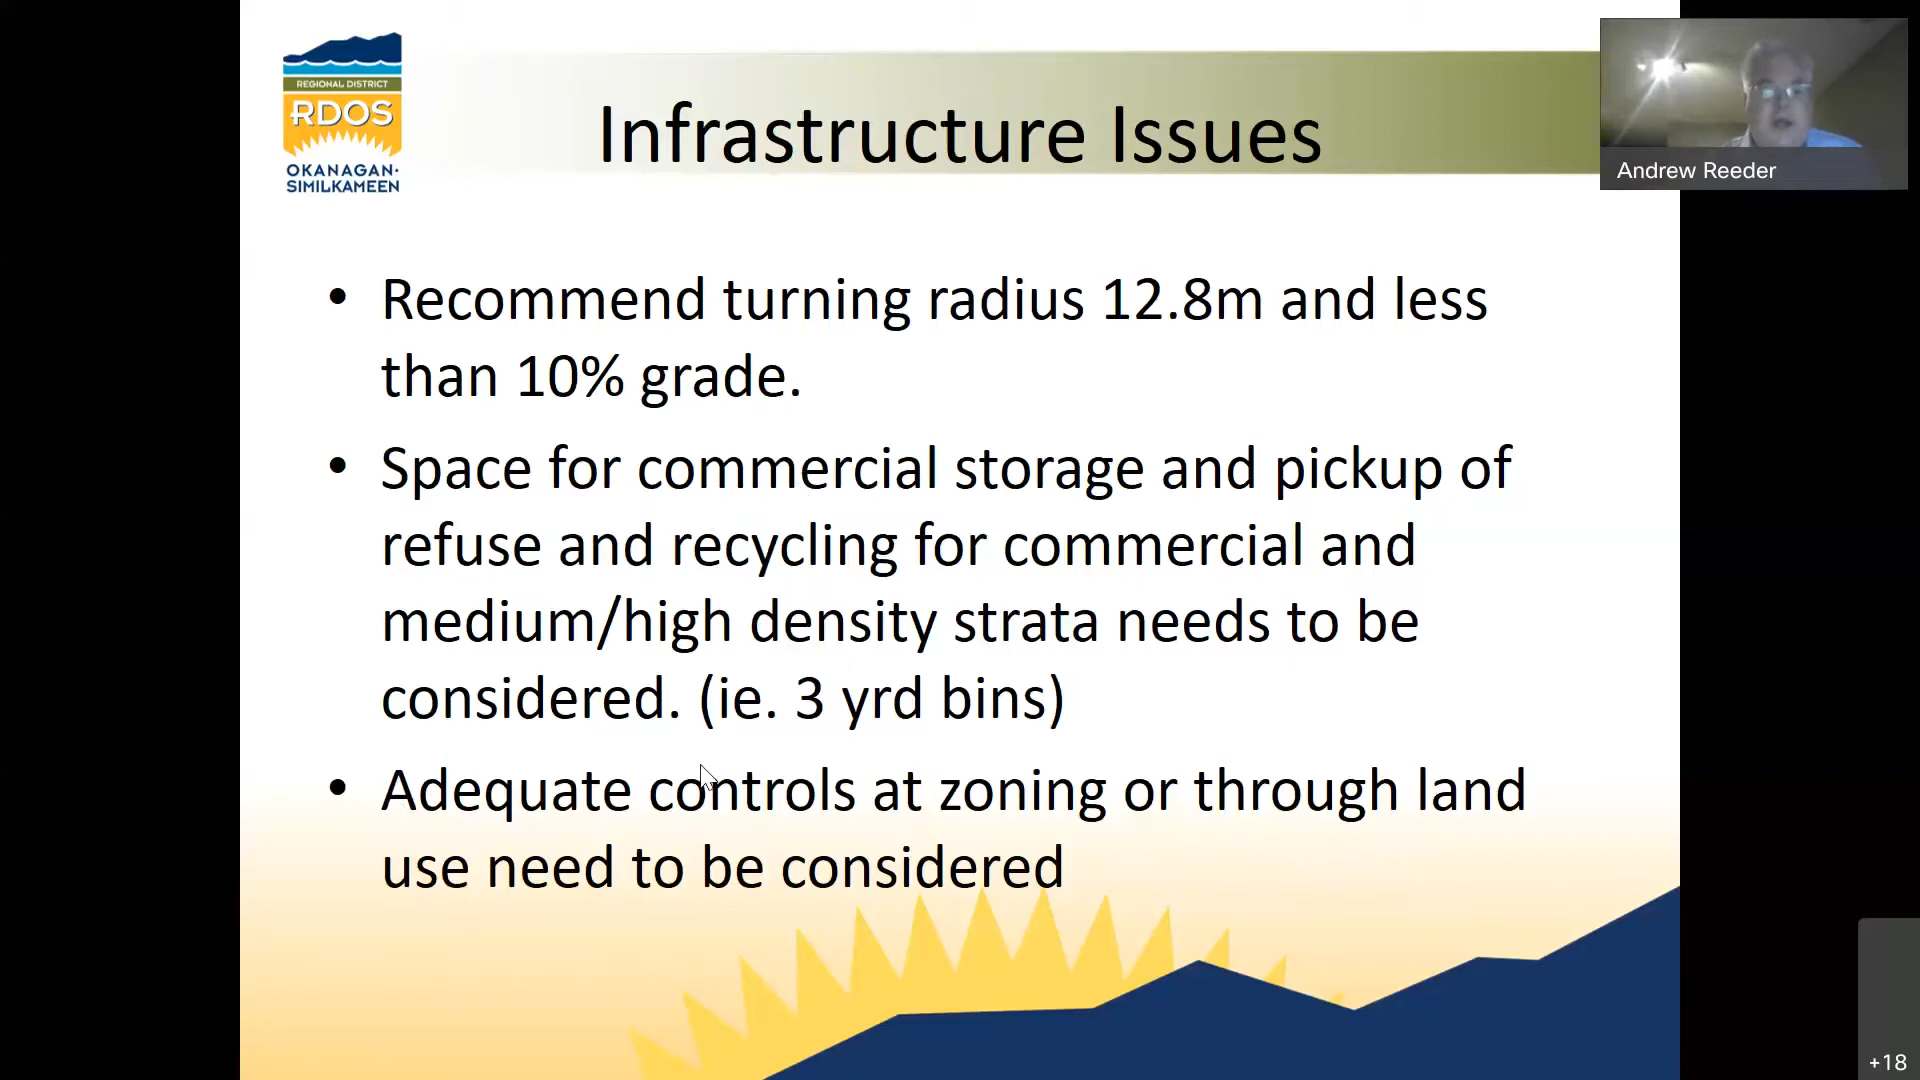 REGIONAL DISTRICT
RDOS
OKANAGAN-
SIMILKAMEEN
Infrastructure Issues
Andrew Reeder
• Recommend turning radius 12.8m and less
than 10% grade.
• Space for commercial storage and pickup of
refuse and recycling for commercial and
medium/high density strata needs to be
considered. (ie. 3 yrd bins)
• Adequate controls at zoning or through land
use need to be considered
+18